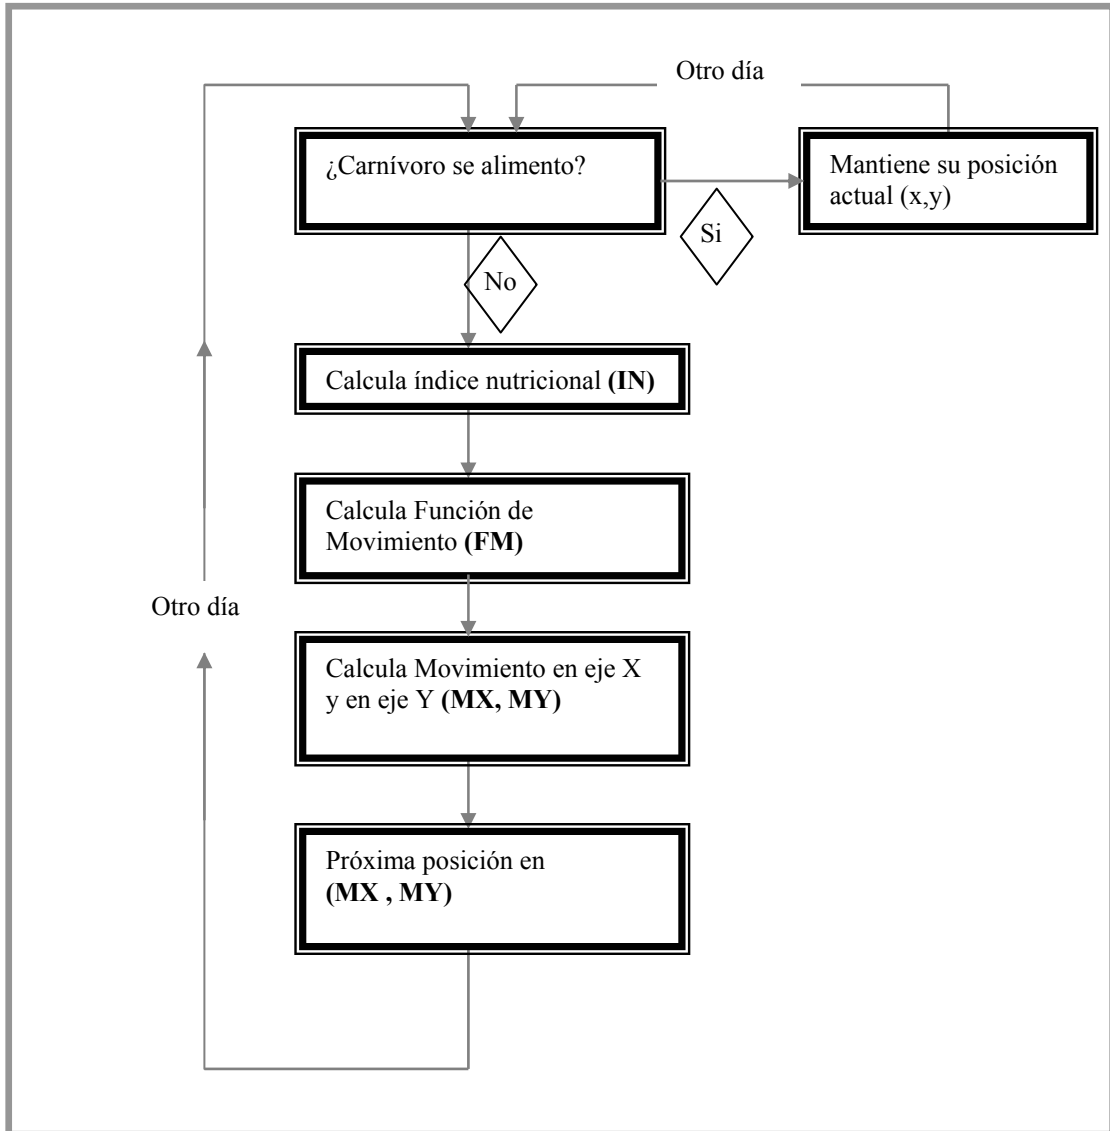 Otro día
¿Carnívoro se alimento?
Mantiene su posición
actual (x,y)
Si
No
Calcula índice nutricional (IN)
Calcula Función de
Movimiento (FM)
Otro día
Calcula Movimiento en eje X
y en eje Y (MX, MY)
Próxima posición en
(MX , MY)